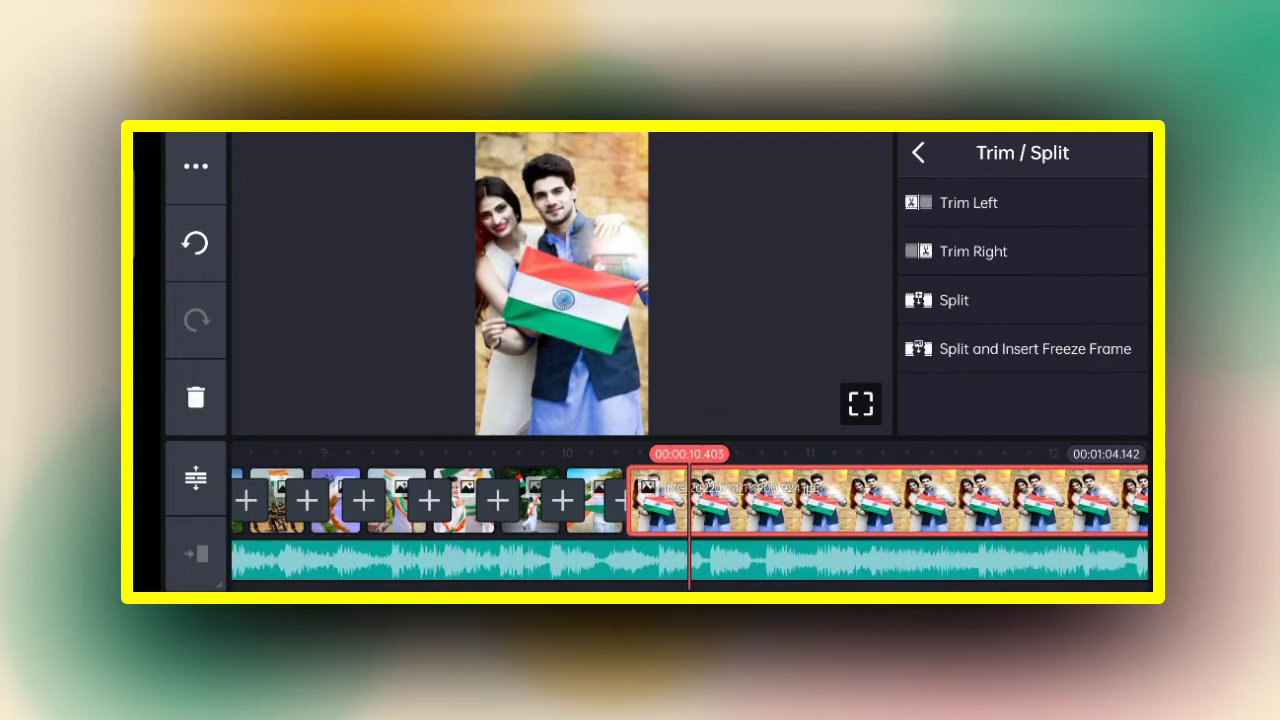 Trim / Split
Trim Left
Trim Right
Split
Split and Insert Freeze Frame
9
10
00:00:10.403
11
12
00:01:04.142